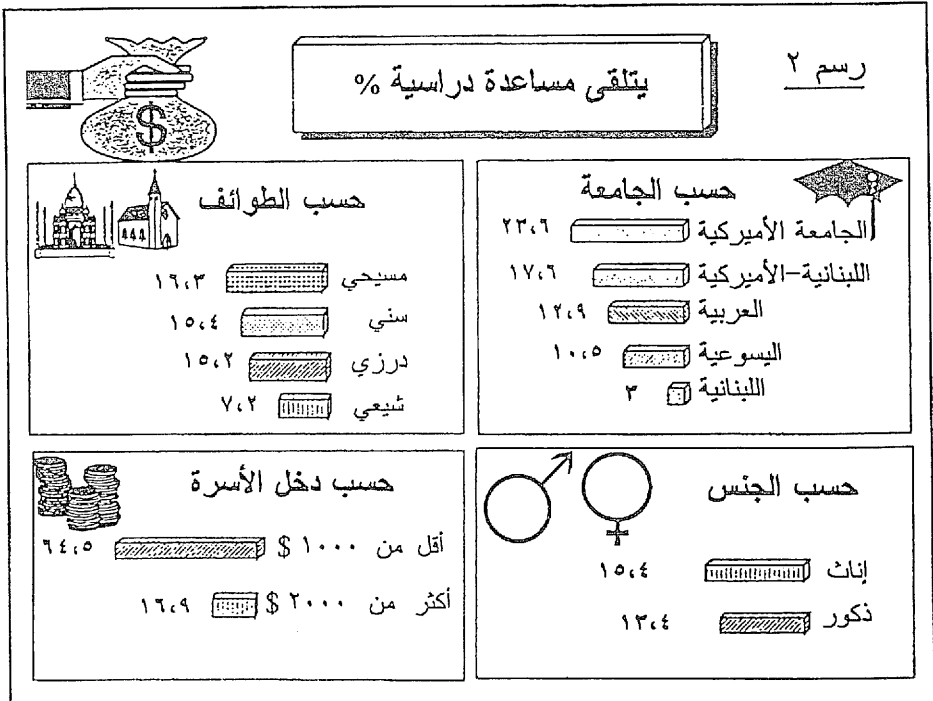 رسم ٢
يتلقى مساعدة دراسية %
حسب الجامعة
الجامعة الأميركية ٢٣،٦
اللبنانية-الأميركية ١٧،٦
العربية ١٢،٩
اليسوعية ١٠،٥
اللبنانية ٣
حسب الطوائف
$
مسيحي ١٦،٣
سني ١٥،٤
درزي ١٥،٢
شيعي ٧،٢
حسب الجنس
إناث ١٥،٤
ذكور ١٣،٤
حسب دخل الأسرة
أقل من ١٠٠٠ $ ٦٤،٥
أكثر من ٢٠٠٠ $ ١٦،٩